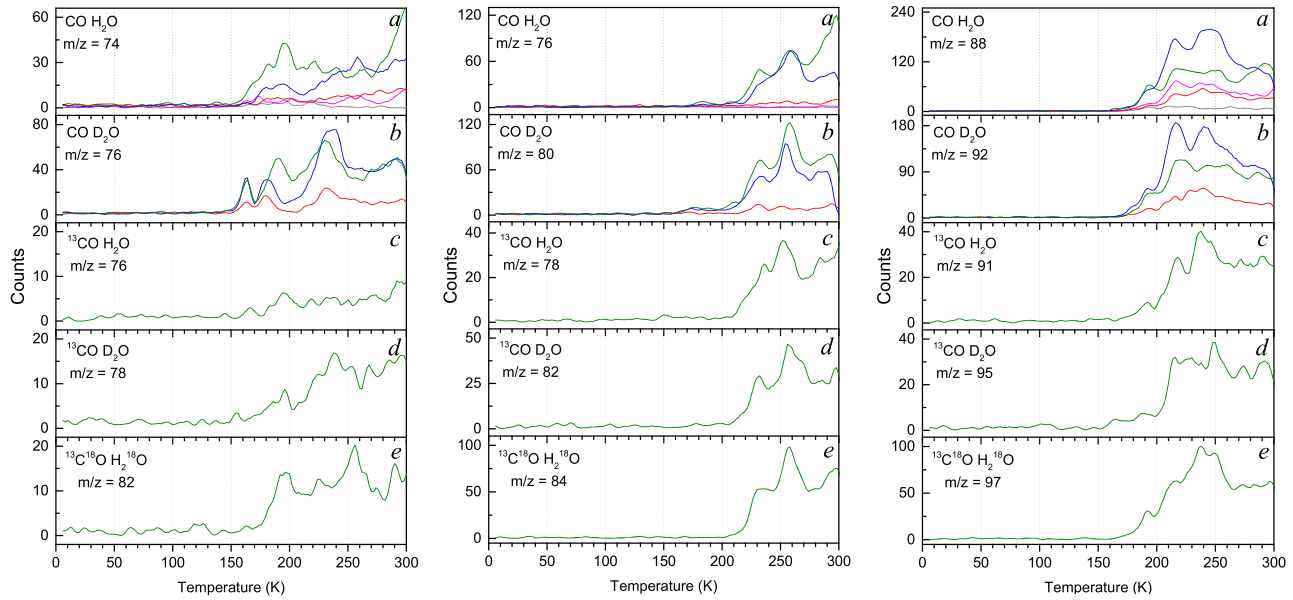 a
CO H₂O
m/z = 74
60
30
0
b
CO D₂O
m/z = 76
80
40
0
c
¹³CO H₂O
m/z = 76
20
10
0
d
¹³CO D₂O
m/z = 78
20
10
0
e
¹³C¹⁸O H₂¹⁸O
m/z = 82
20
10
0
Counts
0 50 100 150 200 250 300
Temperature (K)
a
CO H₂O
m/z = 76
120
60
0
b
CO D₂O
m/z = 80
120
80
40
0
c
¹³CO H₂O
m/z = 78
40
20
0
d
¹³CO D₂O
m/z = 82
50
25
0
e
¹³C¹⁸O H₂¹⁸O
m/z = 84
100
50
0
Counts
0 50 100 150 200 250 300
Temperature (K)
a
CO H₂O
m/z = 88
240
160
80
0
b
CO D₂O
m/z = 92
180
90
0
c
¹³CO H₂O
m/z = 91
40
20
0
d
¹³CO D₂O
m/z = 95
40
20
0
e
¹³C¹⁸O H₂¹⁸O
m/z = 97
100
50
0
Counts
0 50 100 150 200 250 300
Temperature (K)